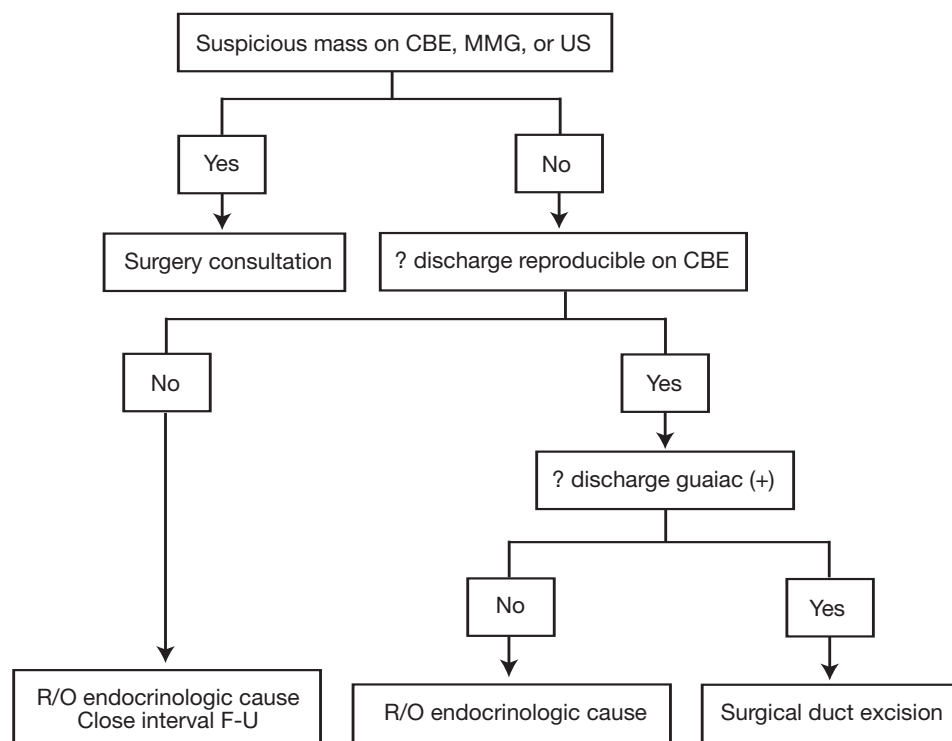 Suspicious mass on CBE, MMG, or US
Yes
No
Surgery consultation
? discharge reproducible on CBE
No
Yes
? discharge guaiac (+)
No
Yes
R/O endocrinologic cause
Close interval F-U
R/O endocrinologic cause
Surgical duct excision